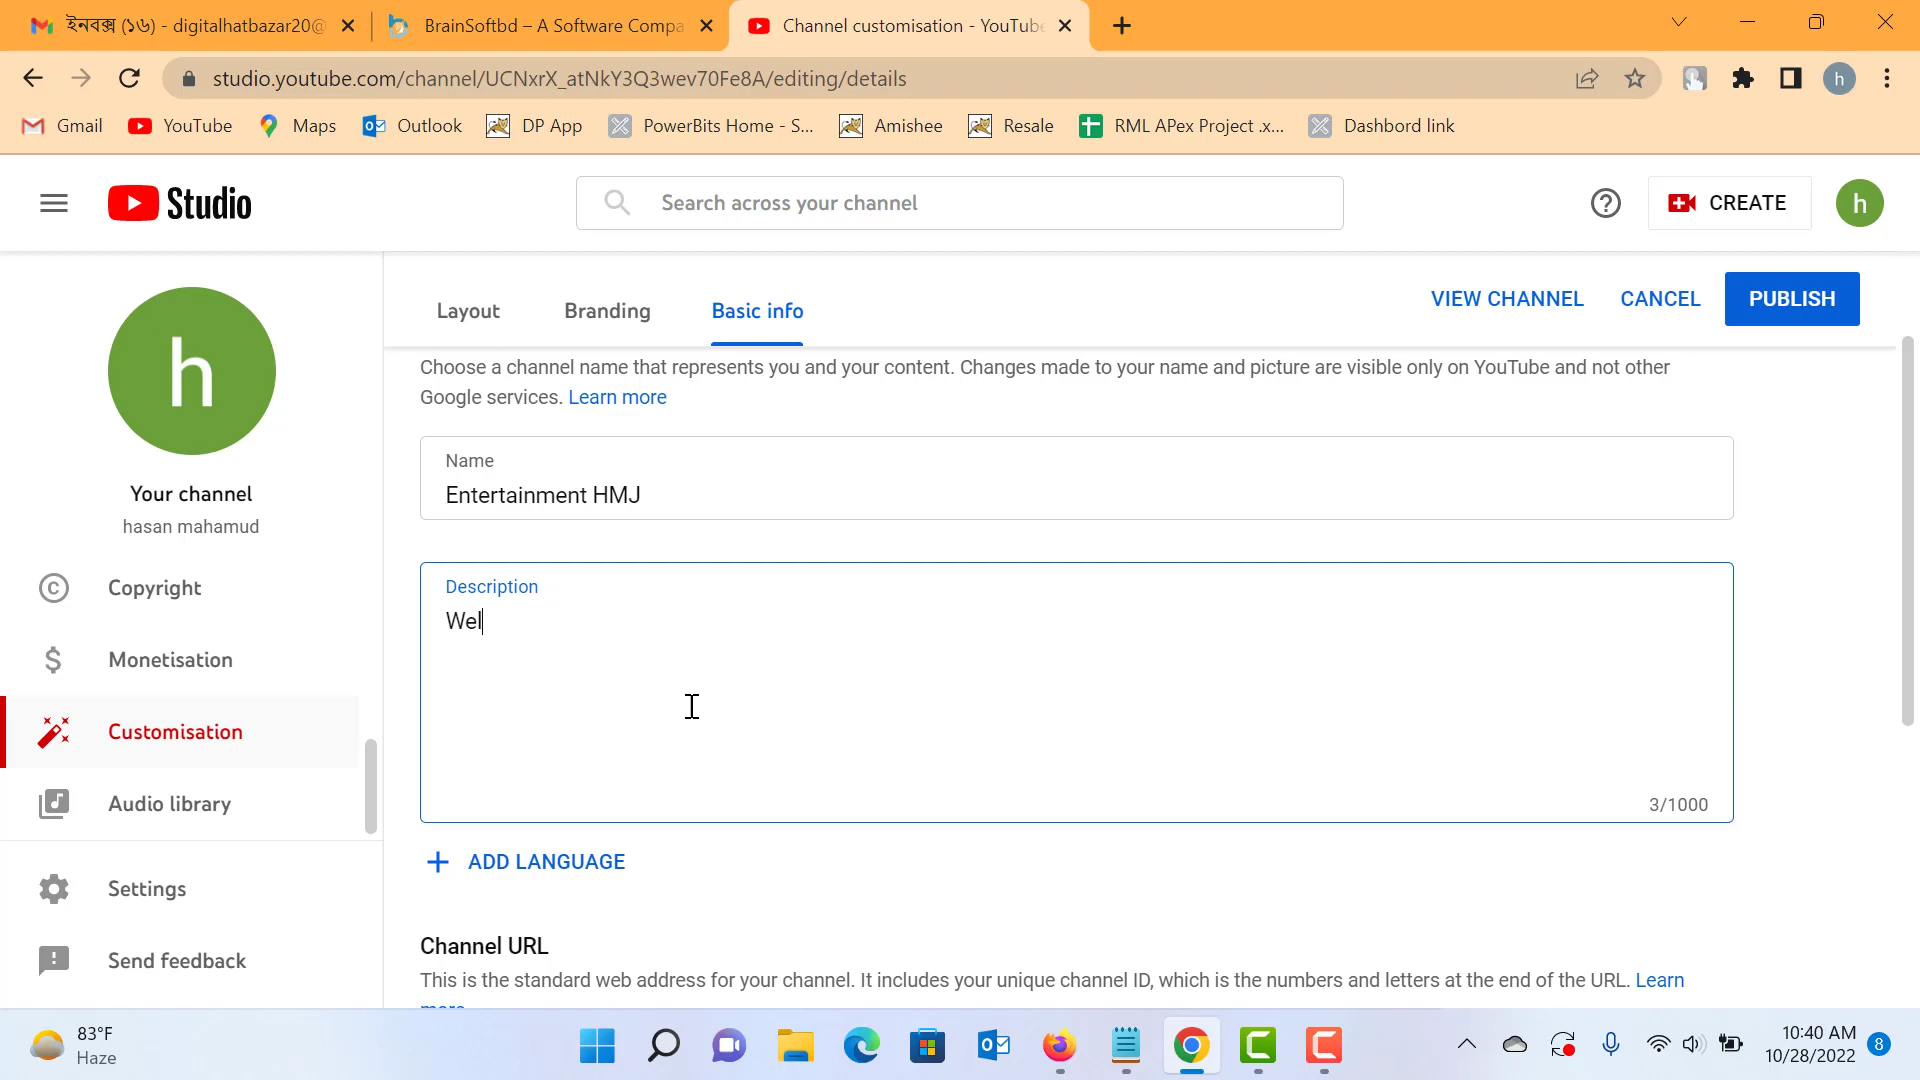 ইনবক্স (১৬) - digitalhatbazar20@
BrainSoftbd – A Software Compa
Channel customisation - YouTube
studio.youtube.com/channel/UCNxrX_atNkY3Q3wev70Fe8A/editing/details
h
Gmail
YouTube
Maps
Outlook
DP App
PowerBits Home - S...
Amishee
Resale
RML APex Project .x...
Dashbord link
Studio
Search across your channel
CREATE
h
h
Your channel
hasan mahamud
Copyright
Monetisation
Customisation
Audio library
Settings
Send feedback
Layout
Branding
Basic info
VIEW CHANNEL
CANCEL
PUBLISH
Choose a channel name that represents you and your content. Changes made to your name and picture are visible only on YouTube and not other
Google services. Learn more
Name
Entertainment HMJ
Description
Wel
3/1000
ADD LANGUAGE
Channel URL
This is the standard web address for your channel. It includes your unique channel ID, which is the numbers and letters at the end of the URL. Learn
83°F
Haze
10:40 AM
10/28/2022
8